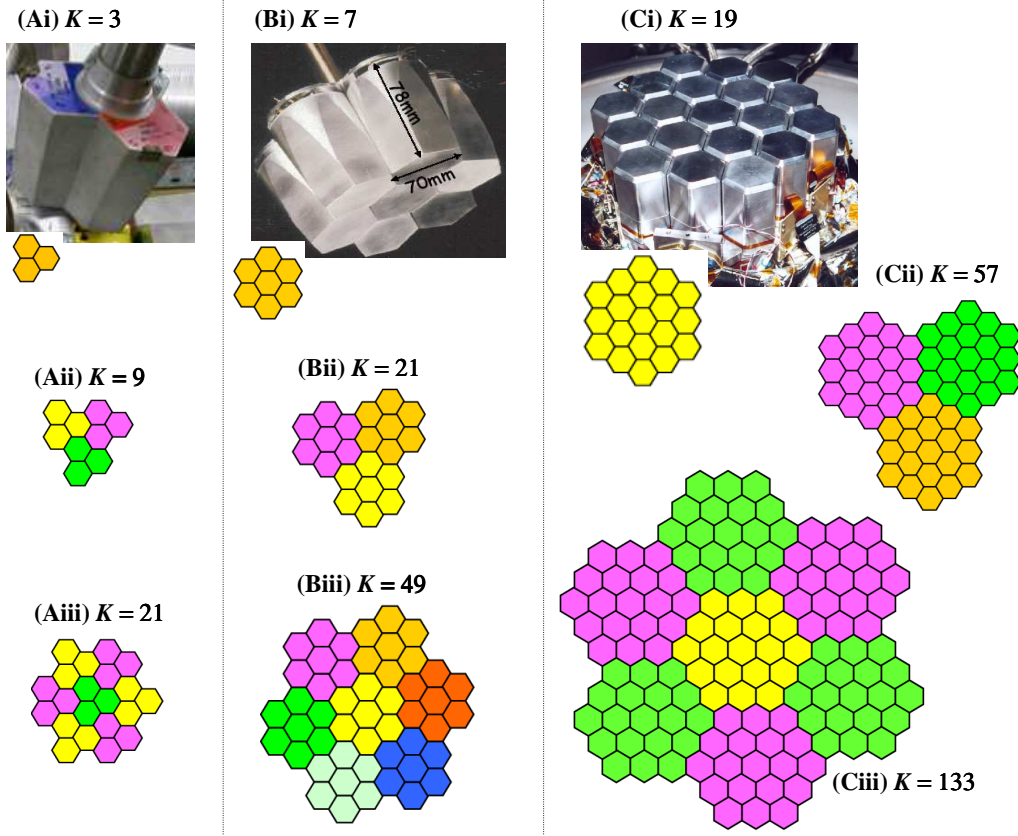 (Ai) K = 3
(Bi) K = 7
(Ci) K = 19
78mm
70mm
(Cii) K = 57
(Aii) K = 9
(Bii) K = 21
(Aiii) K = 21
(Biii) K = 49
(Ciii) K = 133